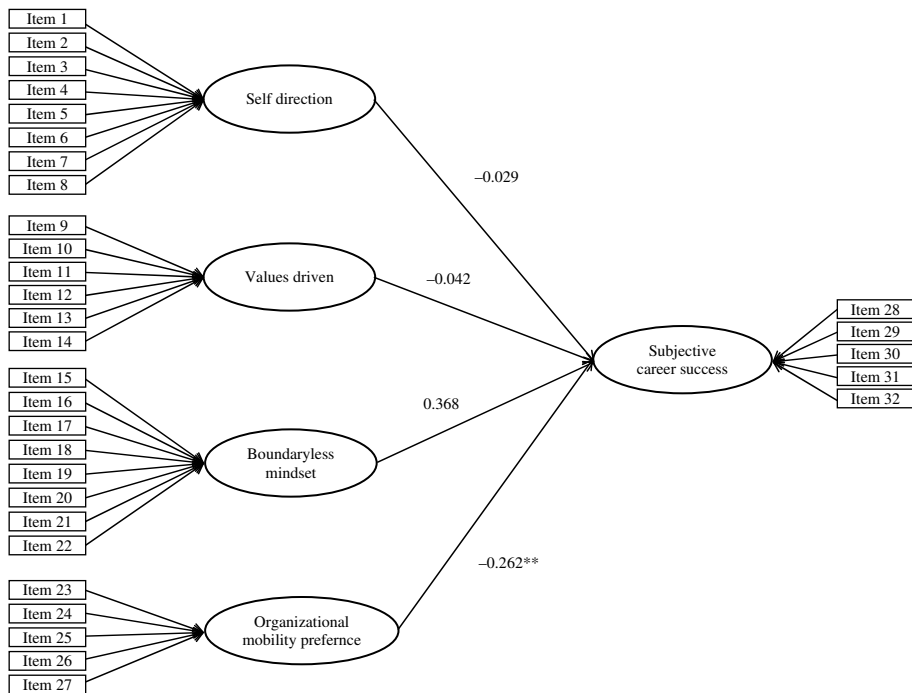 Item 1
Item 2
Item 3
Item 4
Item 5
Item 6
Item 7
Item 8
Self direction
–0.029
Item 9
Item 10
Item 11
Item 12
Item 13
Item 14
Values driven
–0.042
Item 15
Item 16
Item 17
Item 18
Item 19
Item 20
Item 21
Item 22
Boundaryless
mindset
0.368
Item 23
Item 24
Item 25
Item 26
Item 27
Organizational
mobility prefernce
–0.262**
Subjective
career success
Item 28
Item 29
Item 30
Item 31
Item 32